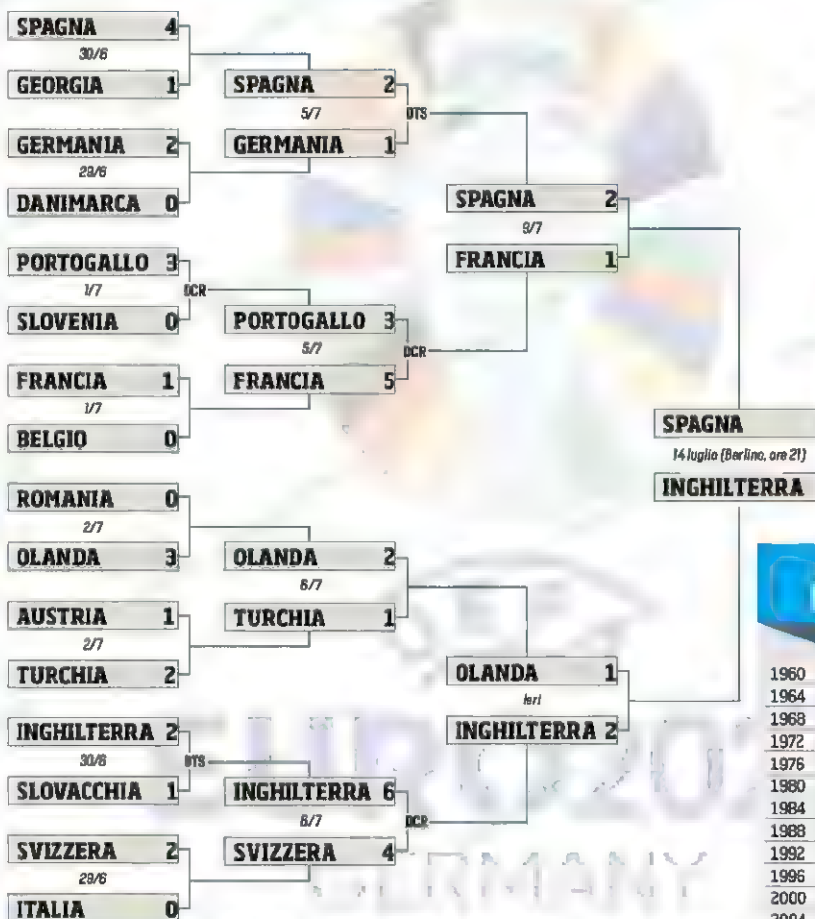 SPAGNA 4
30/6
GEORGIA 1
GERMANIA 2
29/6
DANIMARCA 0
PORTOGALLO 3
1/7
DCR
SLOVENIA 0
FRANCIA 1
1/7
BELGIO 0
ROMANIA 0
2/7
OLANDA 3
AUSTRIA 1
2/7
TURCHIA 2
INGHILTERRA 2
30/6
DTS
SLOVACCHIA 1
SVIZZERA 2
29/6
ITALIA 0
SPAGNA 2
5/7
DTS
GERMANIA 1
PORTOGALLO 3
5/7
DCR
FRANCIA 5
OLANDA 2
6/7
TURCHIA 1
INGHILTERRA 6
6/7
DCR
SVIZZERA 4
SPAGNA 2
9/7
FRANCIA 1
OLANDA 1
Ieri
INGHILTERRA 2
SPAGNA
14 luglio (Berlino, ore 21)
INGHILTERRA
EURO202
GERMANY
1960
1964
1968
1972
1976
1980
1984
1988
1992
1996
2000
2004